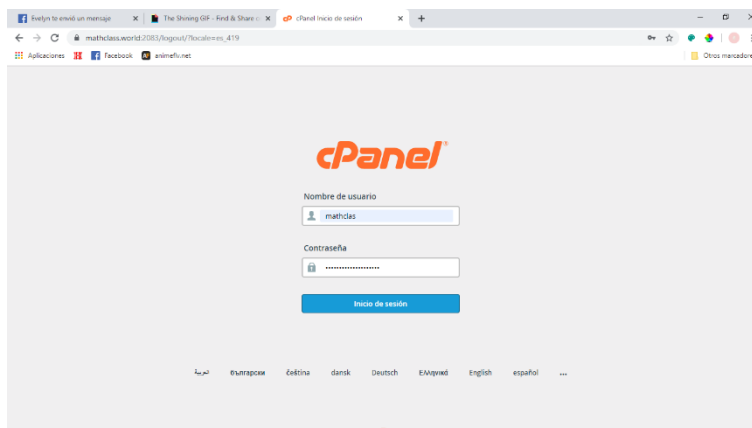 Evelyn te envió un mensaje
The Shining GIF - Find & Share o
cPanel Inicio de sesión
mathclass.world:2083/logout/?locale=es_419
Aplicaciones
Facebook
animeflv.net
Otros marcadore
cPanel®
Nombre de usuario
mathclas
Contraseña
Inicio de sesión
العربية български čeština dansk Deutsch Ελληνικά English español ...